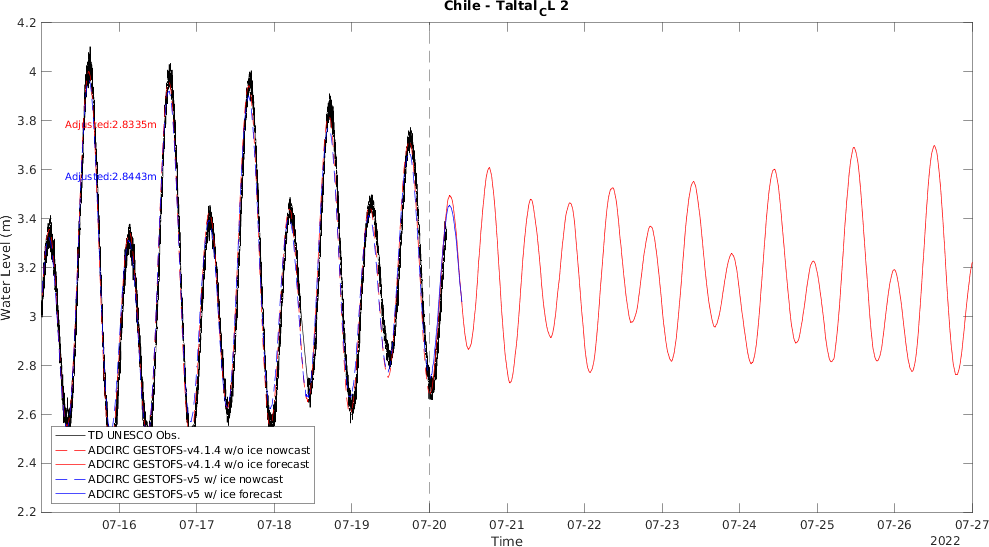 Chile - Taltal_CL 2
Water Level (m)
4.2
4
3.8
3.6
3.4
3.2
3
2.8
2.6
2.4
2.2
Adjusted:2.8335m
Adjusted:2.8443m
TD UNESCO Obs.
ADCIRC GESTOFS-v4.1.4 w/o ice nowcast
ADCIRC GESTOFS-v4.1.4 w/o ice forecast
ADCIRC GESTOFS-v5 w/ ice nowcast
ADCIRC GESTOFS-v5 w/ ice forecast
07-16 07-17 07-18 07-19 07-20 07-21 07-22 07-23 07-24 07-25 07-26 07-27
Time
2022